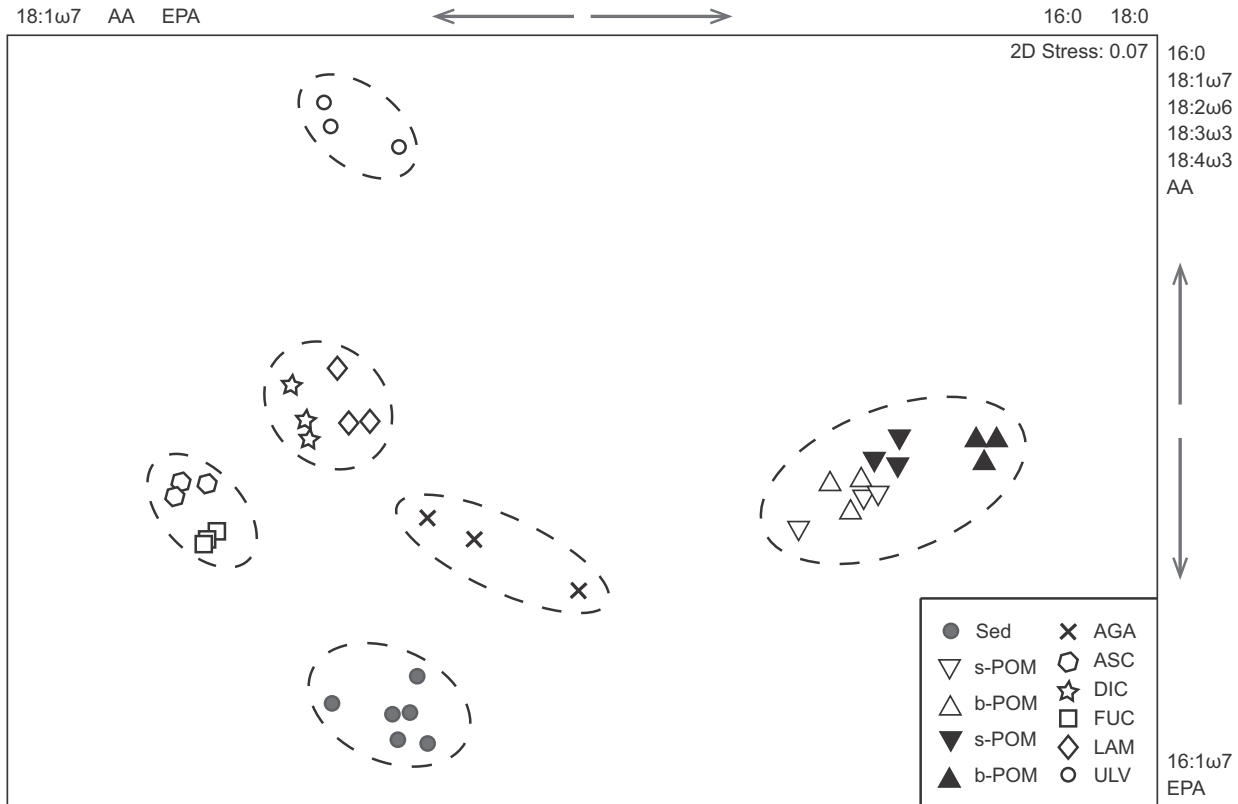 18:1ω7 AA EPA 16:0 18:0
2D Stress: 0.07
16:0
18:1ω7
18:2ω6
18:3ω3
18:4ω3
AA
16:1ω7
EPA
Sed
s-POM
b-POM
s-POM
b-POM
AGA
ASC
DIC
FUC
LAM
ULV